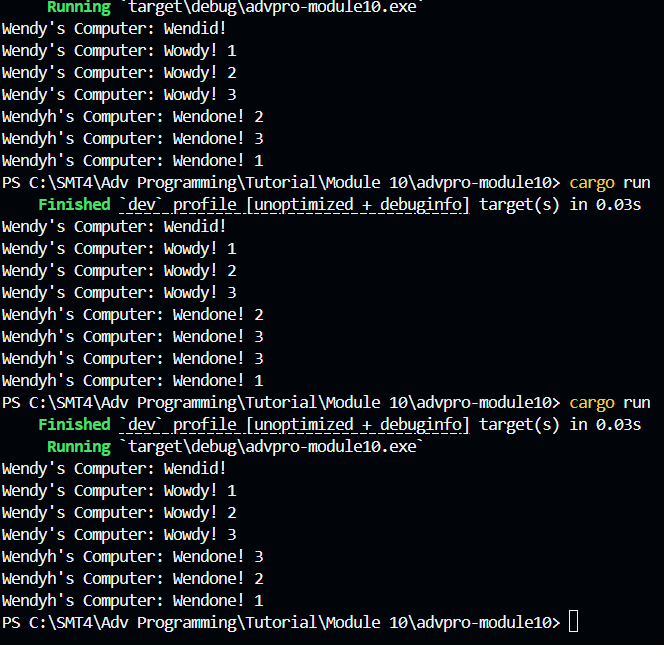 Running `target\debug\advpro-module10.exe`
Wendy's Computer: Wendid!
Wendy's Computer: Wowdy! 1
Wendy's Computer: Wowdy! 2
Wendy's Computer: Wowdy! 3
Wendyh's Computer: Wendone! 2
Wendyh's Computer: Wendone! 3
Wendyh's Computer: Wendone! 1
PS C:\SMT4\Adv Programming\Tutorial\Module 10\advpro-module10> cargo run
Finished `dev` profile [unoptimized + debuginfo] target(s) in 0.03s
Wendy's Computer: Wendid!
Wendy's Computer: Wowdy! 1
Wendy's Computer: Wowdy! 2
Wendy's Computer: Wowdy! 3
Wendyh's Computer: Wendone! 2
Wendyh's Computer: Wendone! 3
Wendyh's Computer: Wendone! 3
Wendyh's Computer: Wendone! 1
PS C:\SMT4\Adv Programming\Tutorial\Module 10\advpro-module10> cargo run
Finished `dev` profile [unoptimized + debuginfo] target(s) in 0.03s
Running `target\debug\advpro-module10.exe`
Wendy's Computer: Wendid!
Wendy's Computer: Wowdy! 1
Wendy's Computer: Wowdy! 2
Wendy's Computer: Wowdy! 3
Wendyh's Computer: Wendone! 3
Wendyh's Computer: Wendone! 2
Wendyh's Computer: Wendone! 1
PS C:\SMT4\Adv Programming\Tutorial\Module 10\advpro-module10>